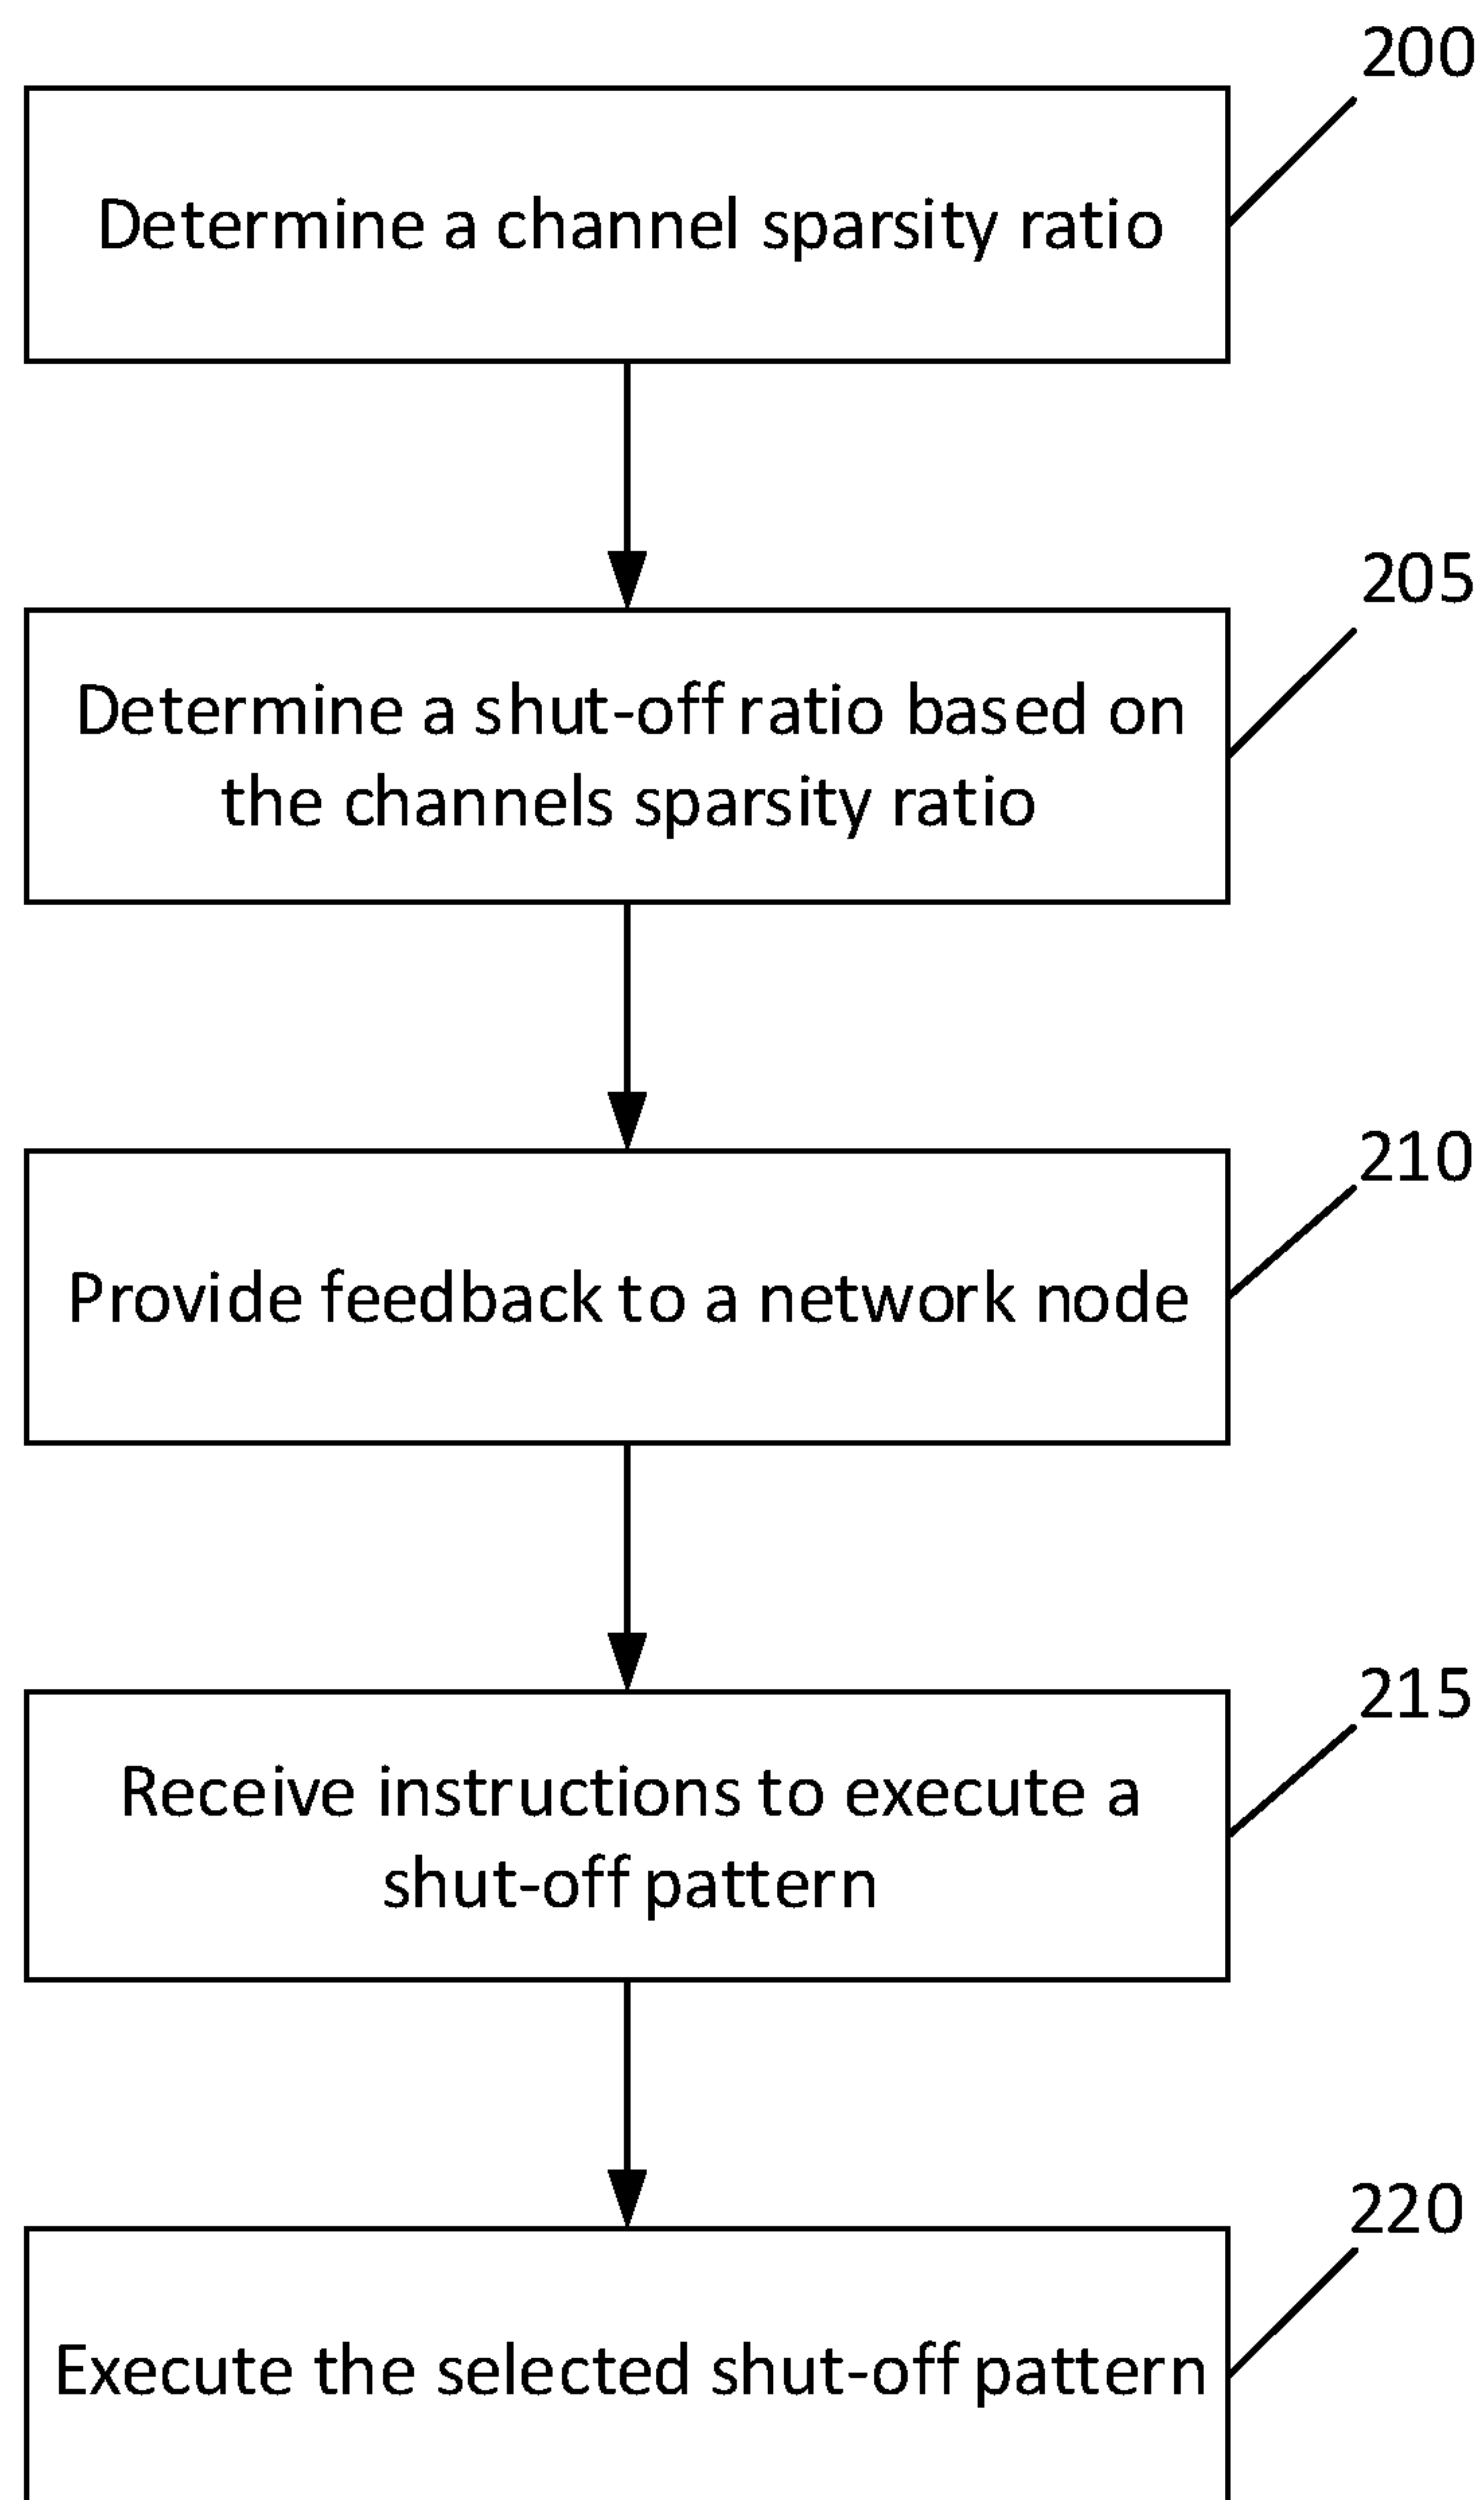 200
Determine a channel sparsity ratio
205
Determine a shut-off ratio based on
the channels sparsity ratio
210
Provide feedback to a network node
215
Receive instructions to execute a
shut-off pattern
220
Execute the selected shut-off pattern